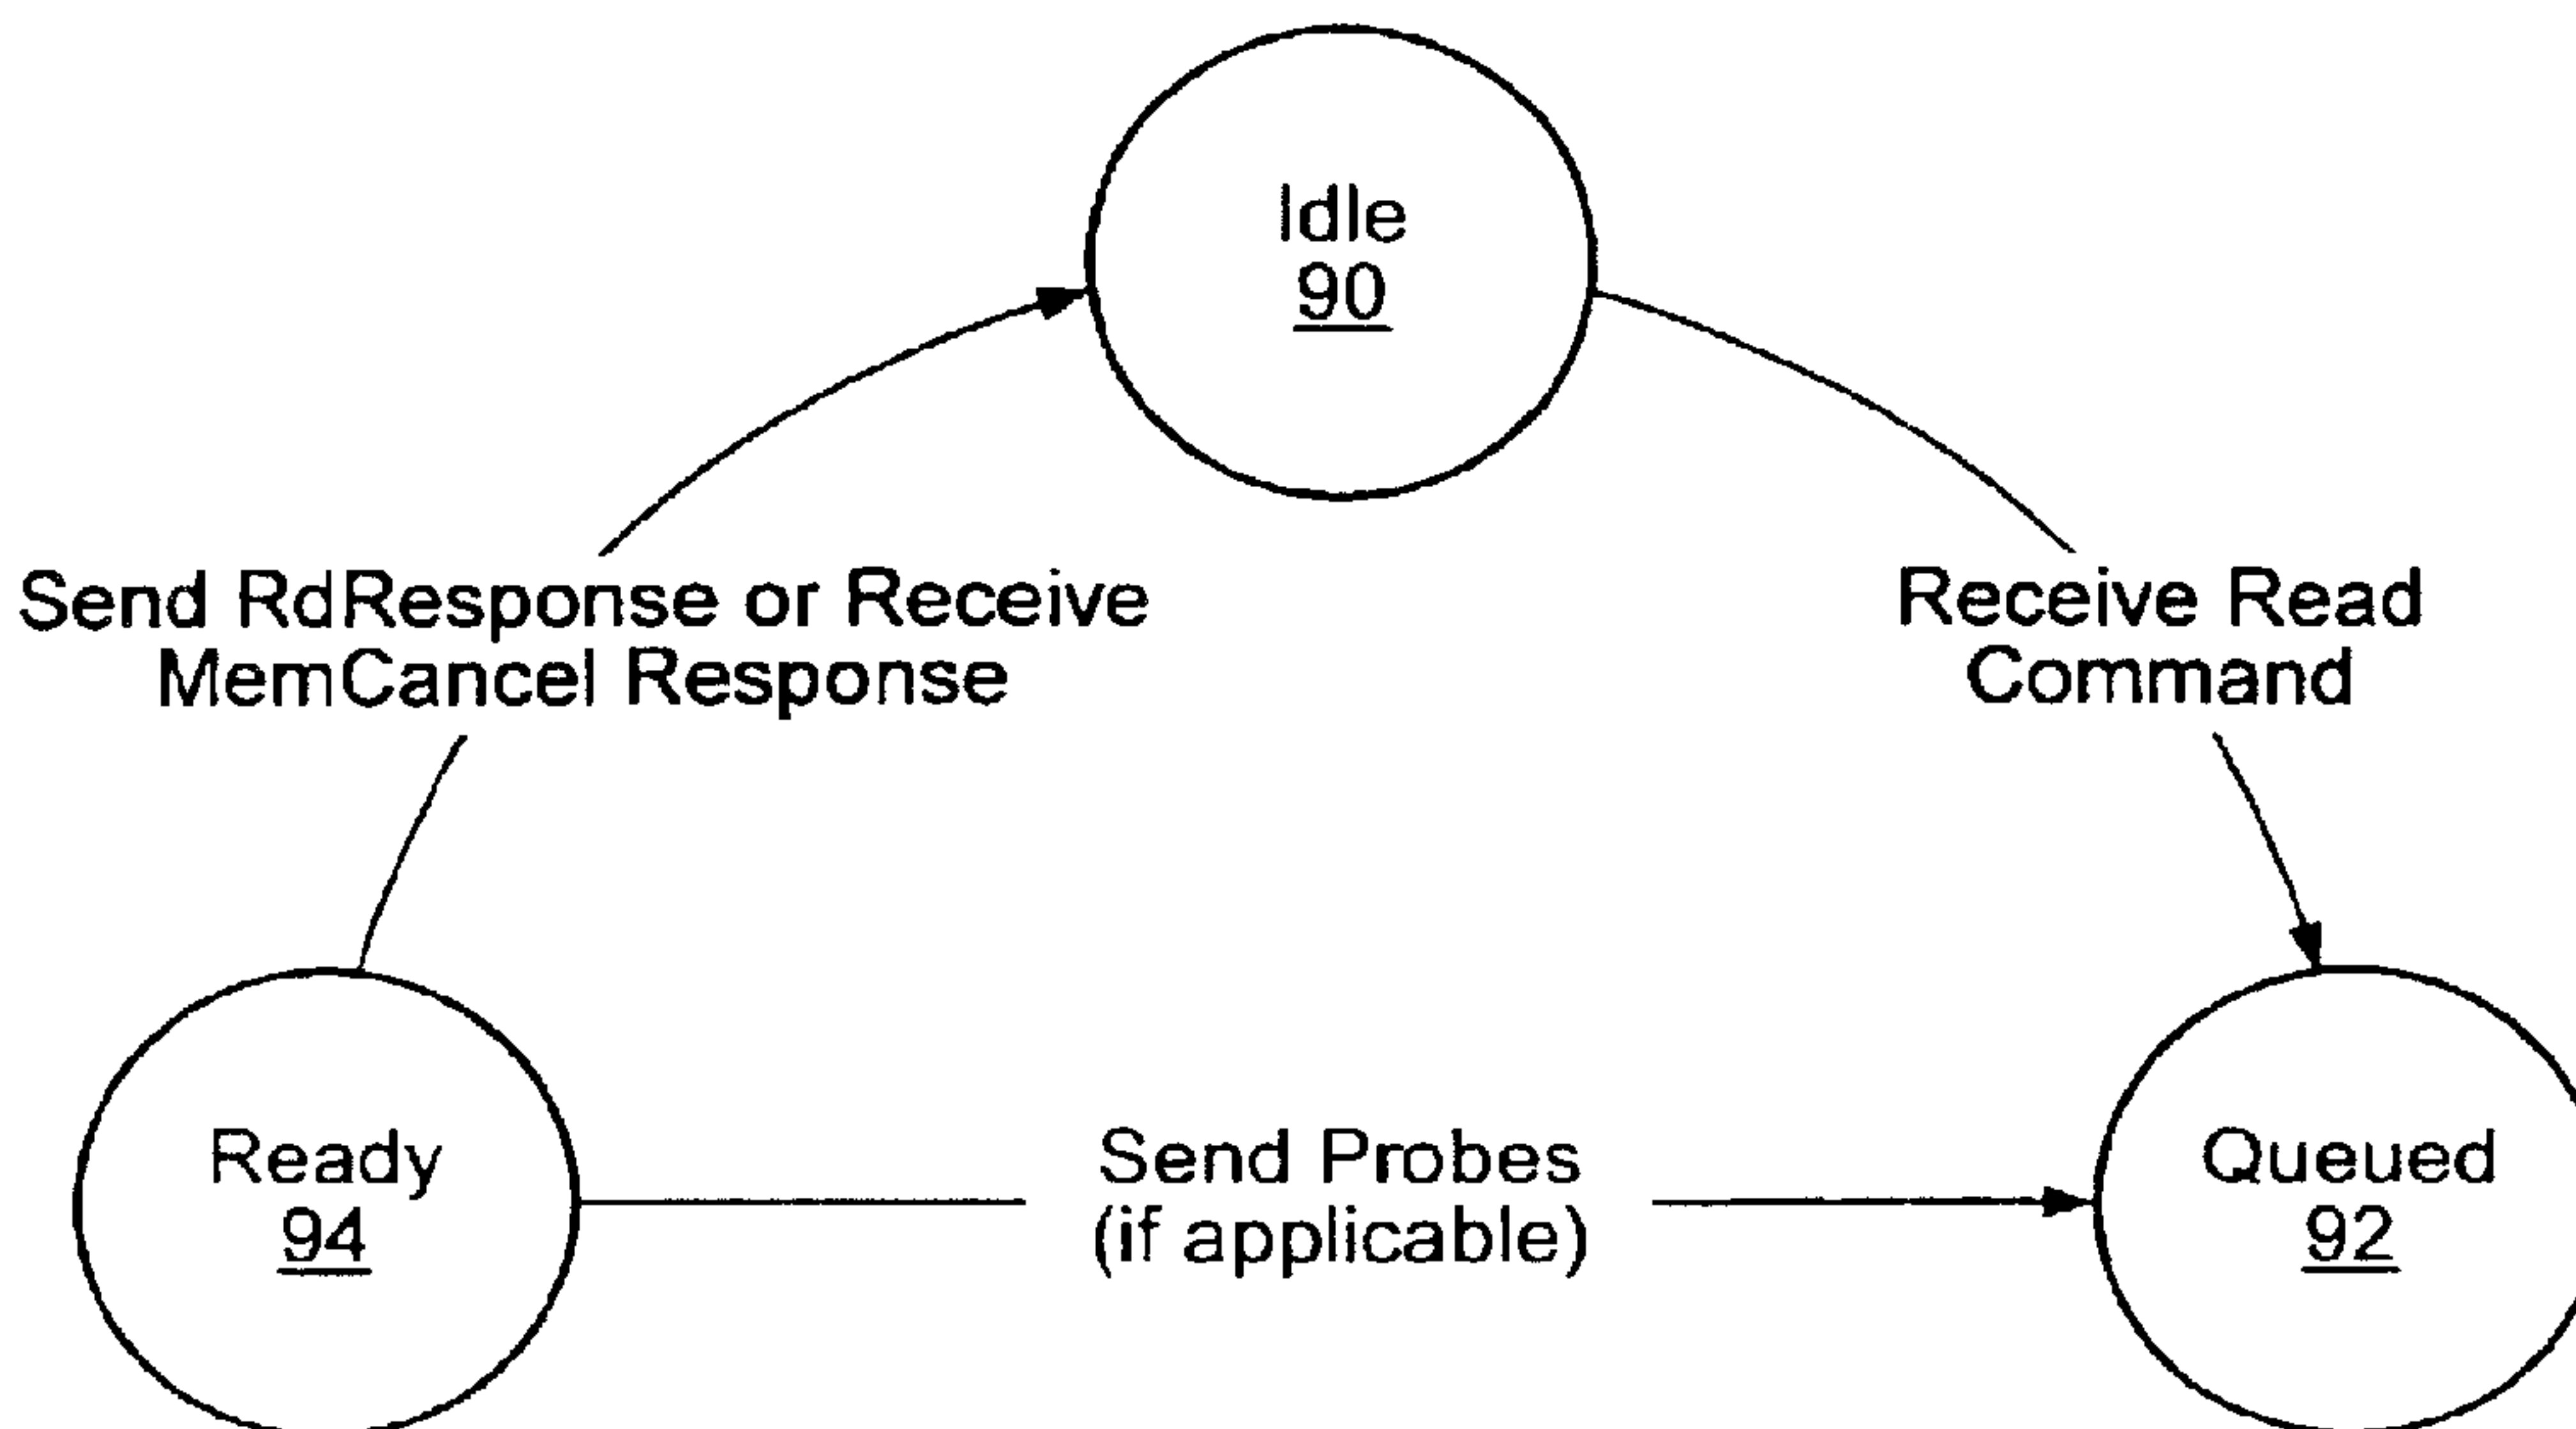 Idle
90
Send RdResponse or Receive
MemCancel Response
Receive Read
Command
Ready
94
Send Probes
(if applicable)
Queued
92